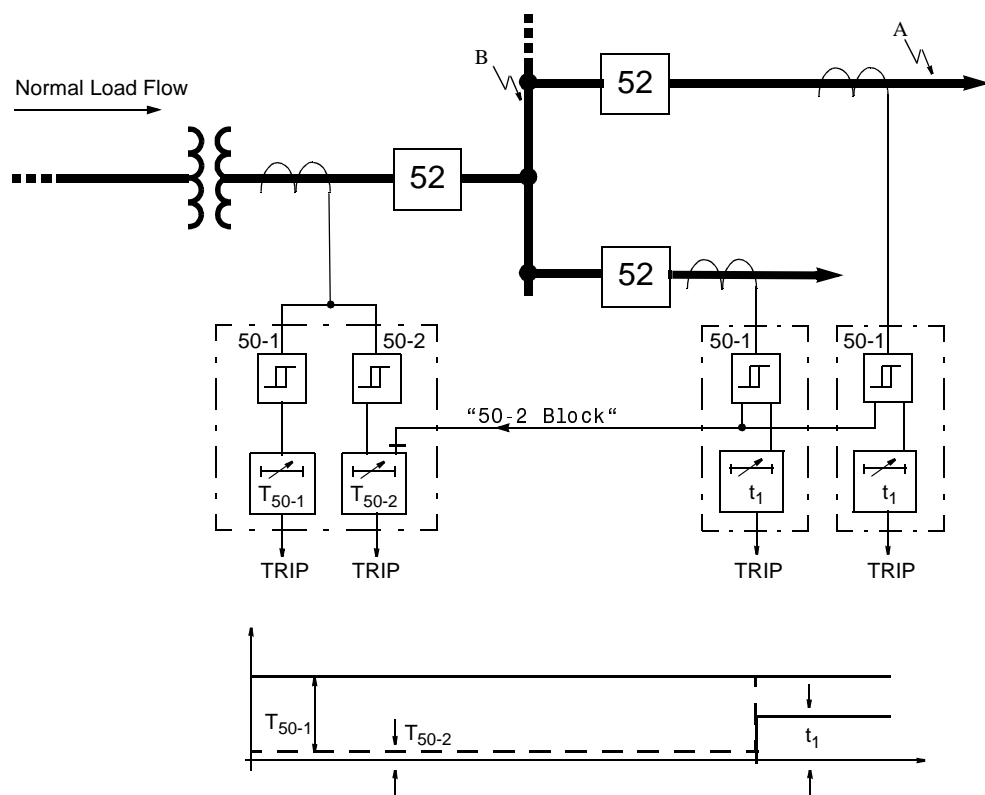 A
B
52
Normal Load Flow
52
52
50-1
50-2
50-1
50-1
“50-2 Block“
T50-1
T50-2
t1
t1
TRIP
TRIP
TRIP
TRIP
T50-1
T50-2
t1